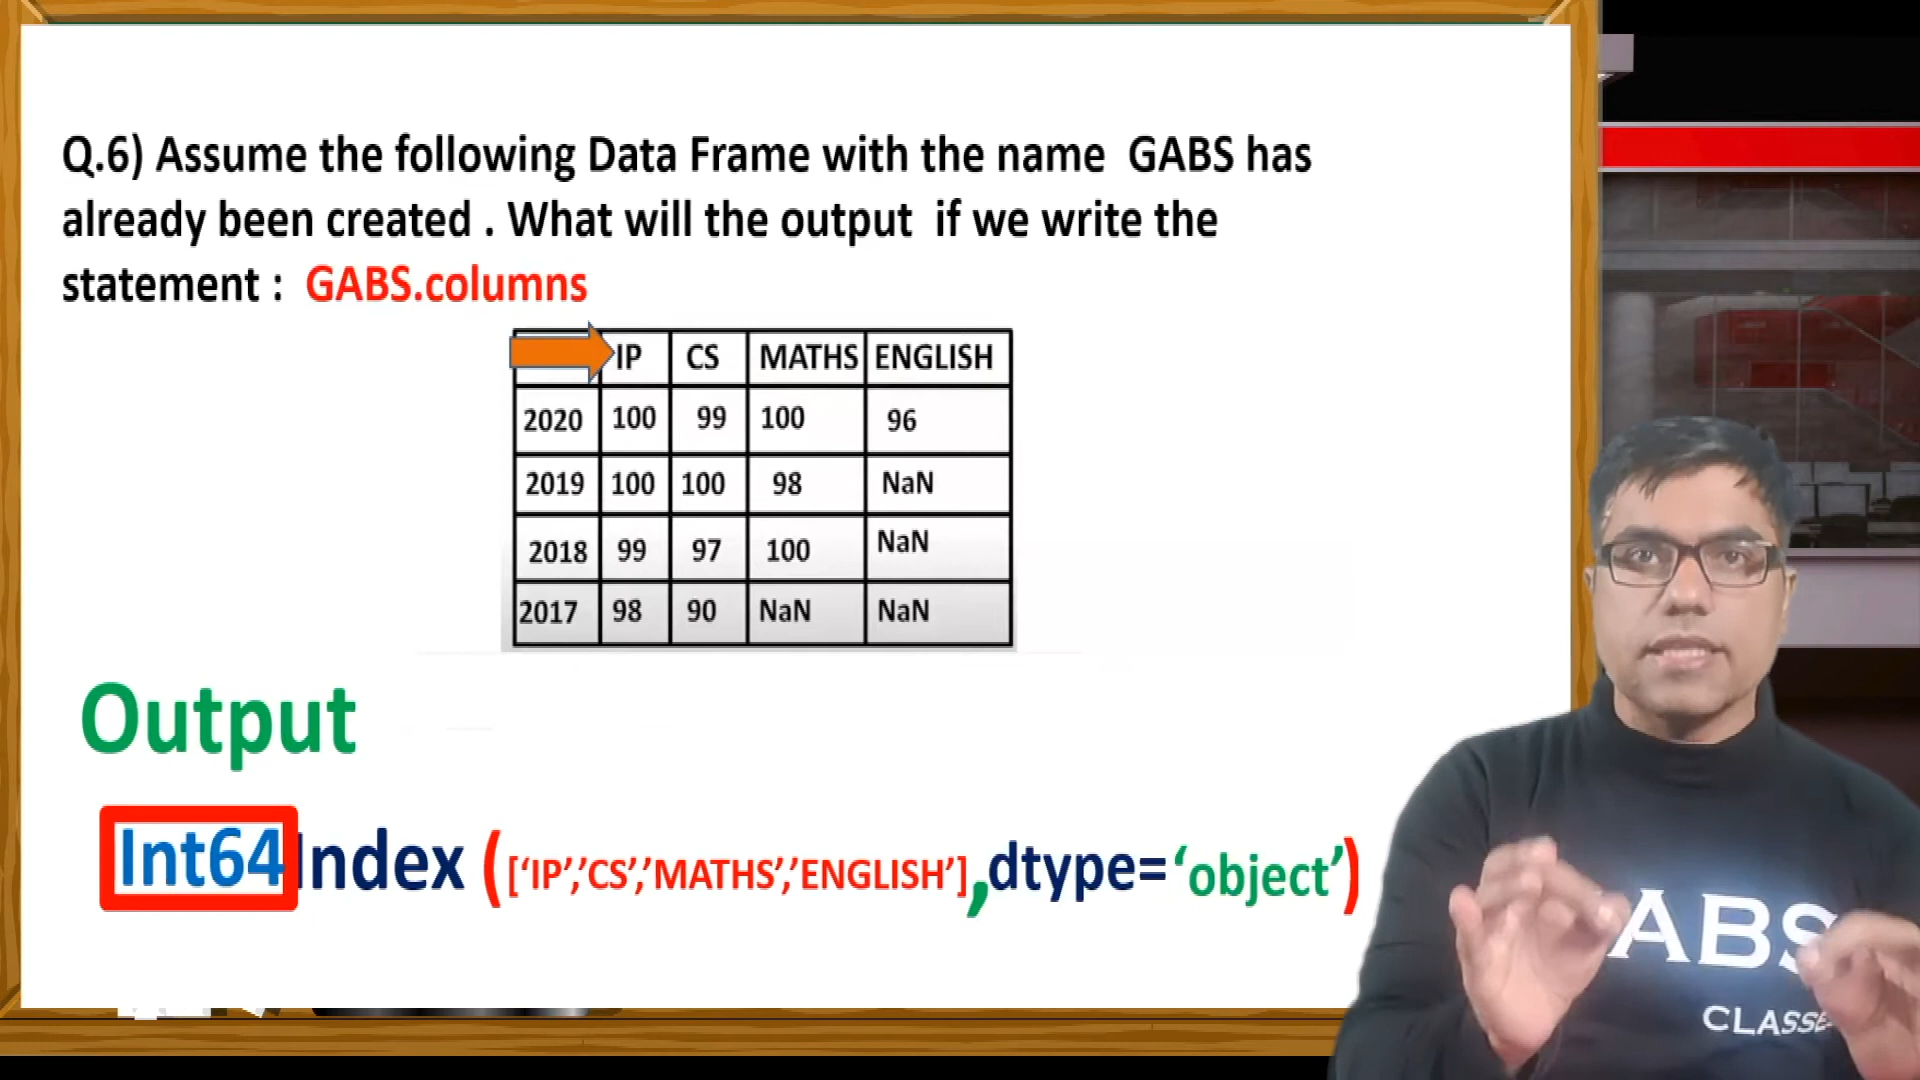 Q.6) Assume the following Data Frame with the name GABS has
already been created . What will the output if we write the
statement : GABS.columns
IP CS MATHS ENGLISH
2020 100 99 100 96
2019 100 100 98 NaN
2018 99 97 100 NaN
2017 98 90 NaN NaN
Output
Int64Index (['IP','CS','MATHS','ENGLISH'],dtype='object')
ABS
CLASSE